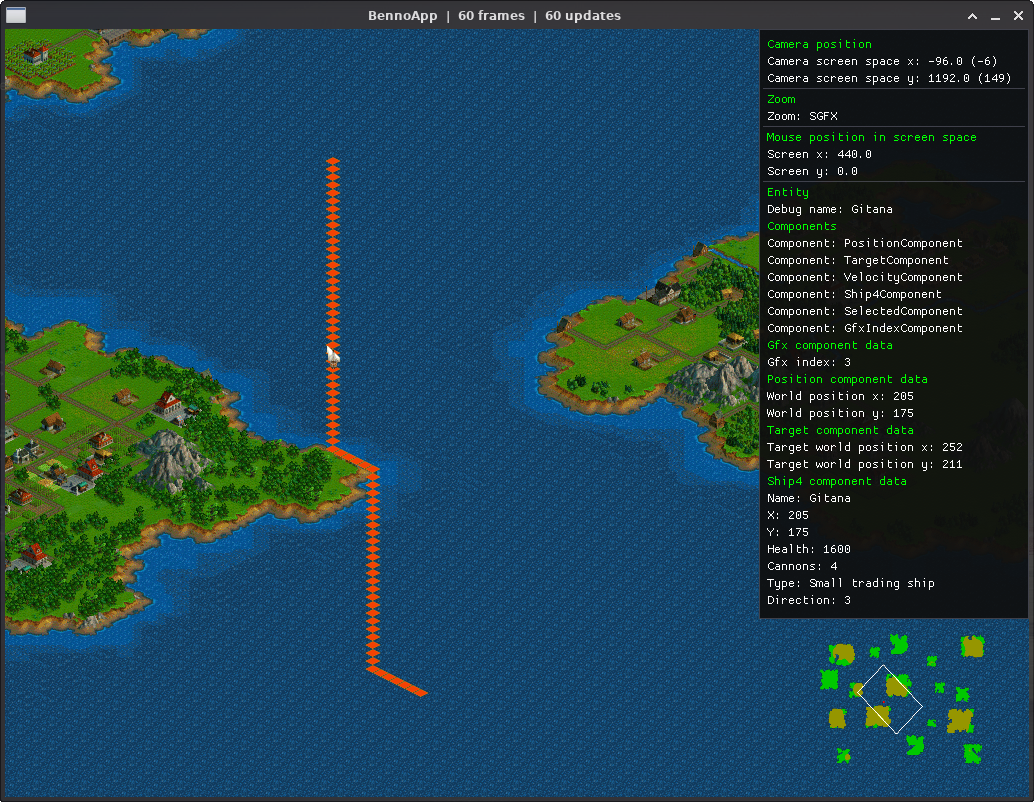 BennoApp | 60 frames | 60 updates
Camera position
Camera screen space x: -96.0 (-6)
Camera screen space y: 1192.0 (149)
Zoom
Zoom: SGFX
Mouse position in screen space
Screen x: 440.0
Screen y: 0.0
Entity
Debug name: Gitana
Components
Component: PositionComponent
Component: TargetComponent
Component: VelocityComponent
Component: Ship4Component
Component: SelectedComponent
Component: GfxIndexComponent
Gfx component data
Gfx index: 3
Position component data
World position x: 205
World position y: 175
Target component data
Target world position x: 252
Target world position y: 211
Ship4 component data
Name: Gitana
X: 205
Y: 175
Health: 1600
Cannons: 4
Type: Small trading ship
Direction: 3